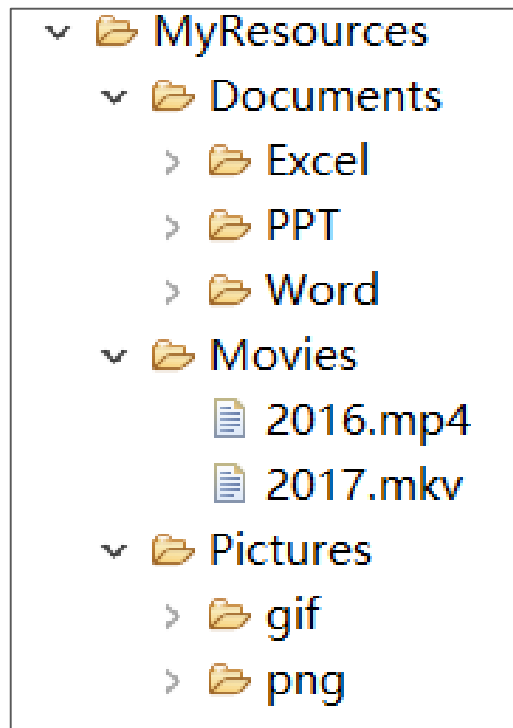 MyResources
Documents
Excel
PPT
Word
Movies
2016.mp4
2017.mkv
Pictures
gif
png